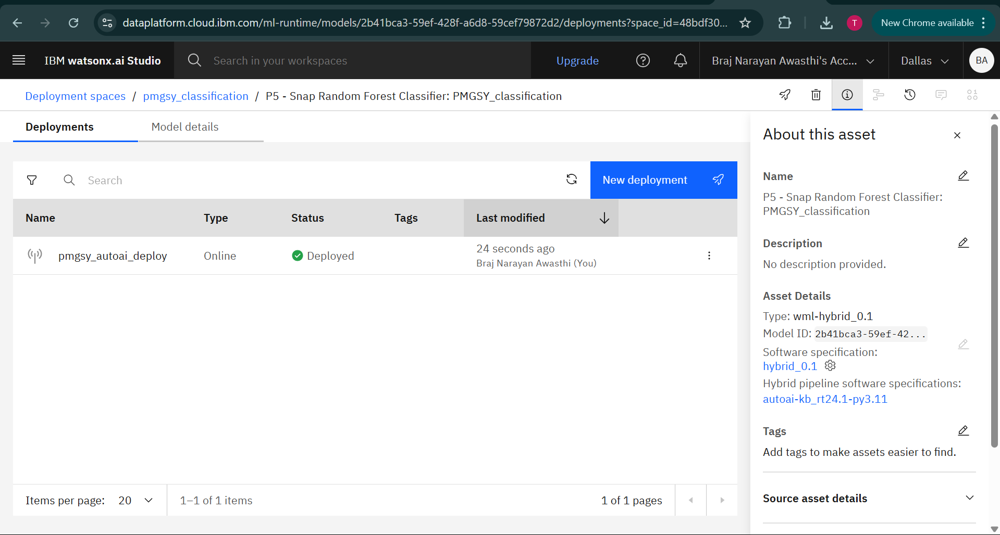 dataplatform.cloud.ibm.com/ml-runtime/models/2b41bca3-59ef-428f-a6d8-59cef79872d2/deployments?space_id=48bdf30...
T
New Chrome available
IBM watsonx.ai Studio
Search in your workspaces
Upgrade
Braj Narayan Awasthi's Acc...
Dallas
BA
Deployment spaces / pmgsy_classification / P5 - Snap Random Forest Classifier: PMGSY_classification
Deployments
Model details
Search
New deployment
Name Type Status Tags Last modified
pmgsy_autoai_deploy Online Deployed 24 seconds ago
Braj Narayan Awasthi (You)
Items per page: 20
1–1 of 1 items
1 of 1 pages
About this asset
Name
P5 - Snap Random Forest Classifier:
PMGSY_classification
Description
No description provided.
Asset Details
Type: wml-hybrid_0.1
Model ID: 2b41bca3-59ef-42...
Software specification:
hybrid_0.1
Hybrid pipeline software specifications:
autoai-kb_rt24.1-py3.11
Tags
Add tags to make assets easier to find.
Source asset details